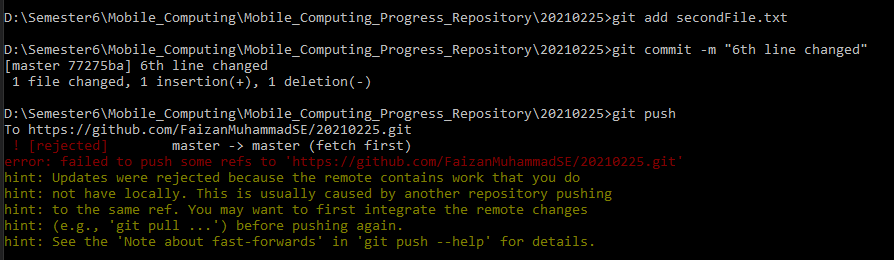 D:\Semester6\Mobile_Computing\Mobile_Computing_Progress_Repository\20210225>git add secondFile.txt
D:\Semester6\Mobile_Computing\Mobile_Computing_Progress_Repository\20210225>git commit -m "6th line changed"
[master 77275ba] 6th line changed
 1 file changed, 1 insertion(+), 1 deletion(-)
D:\Semester6\Mobile_Computing\Mobile_Computing_Progress_Repository\20210225>git push
To https://github.com/FaizanMuhammadSE/20210225.git
 ! [rejected]        master -> master (fetch first)
error: failed to push some refs to 'https://github.com/FaizanMuhammadSE/20210225.git'
hint: Updates were rejected because the remote contains work that you do
hint: not have locally. This is usually caused by another repository pushing
hint: to the same ref. You may want to first integrate the remote changes
hint: (e.g., 'git pull ...') before pushing again.
hint: See the 'Note about fast-forwards' in 'git push --help' for details.